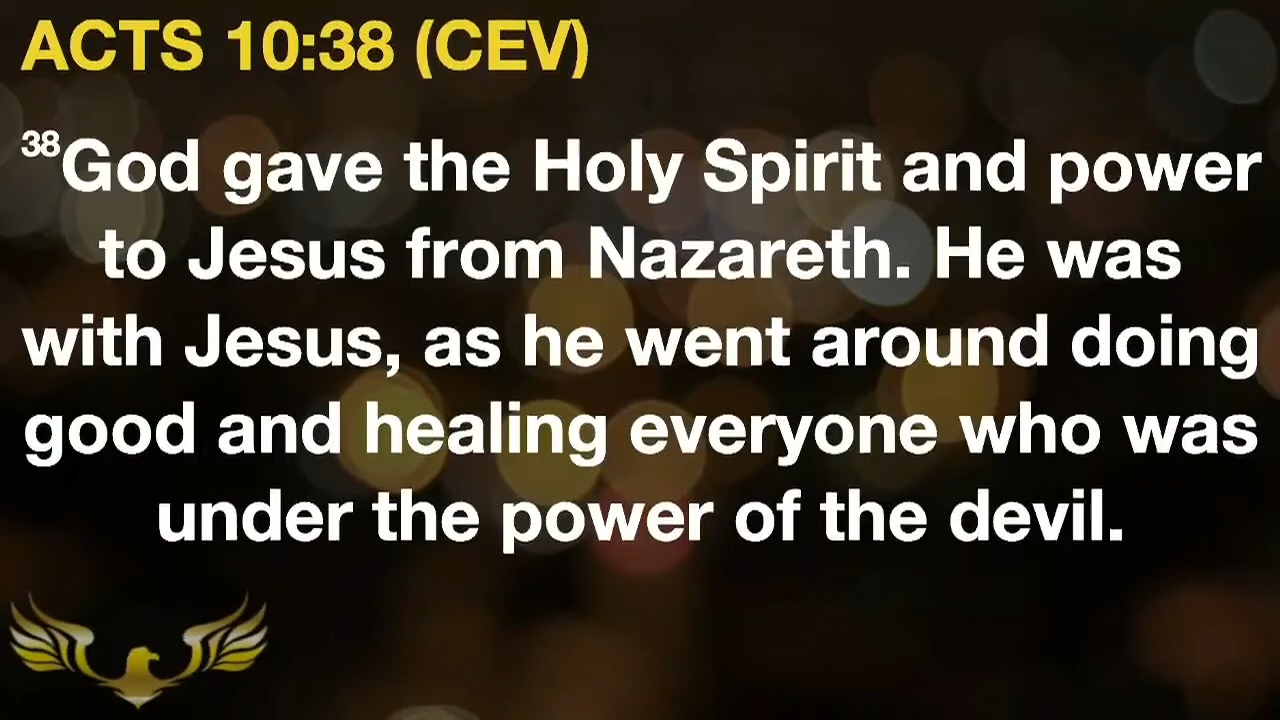 ACTS 10:38 (CEV)
38God gave the Holy Spirit and power
to Jesus from Nazareth. He was
with Jesus, as he went around doing
good and healing everyone who was
under the power of the devil.